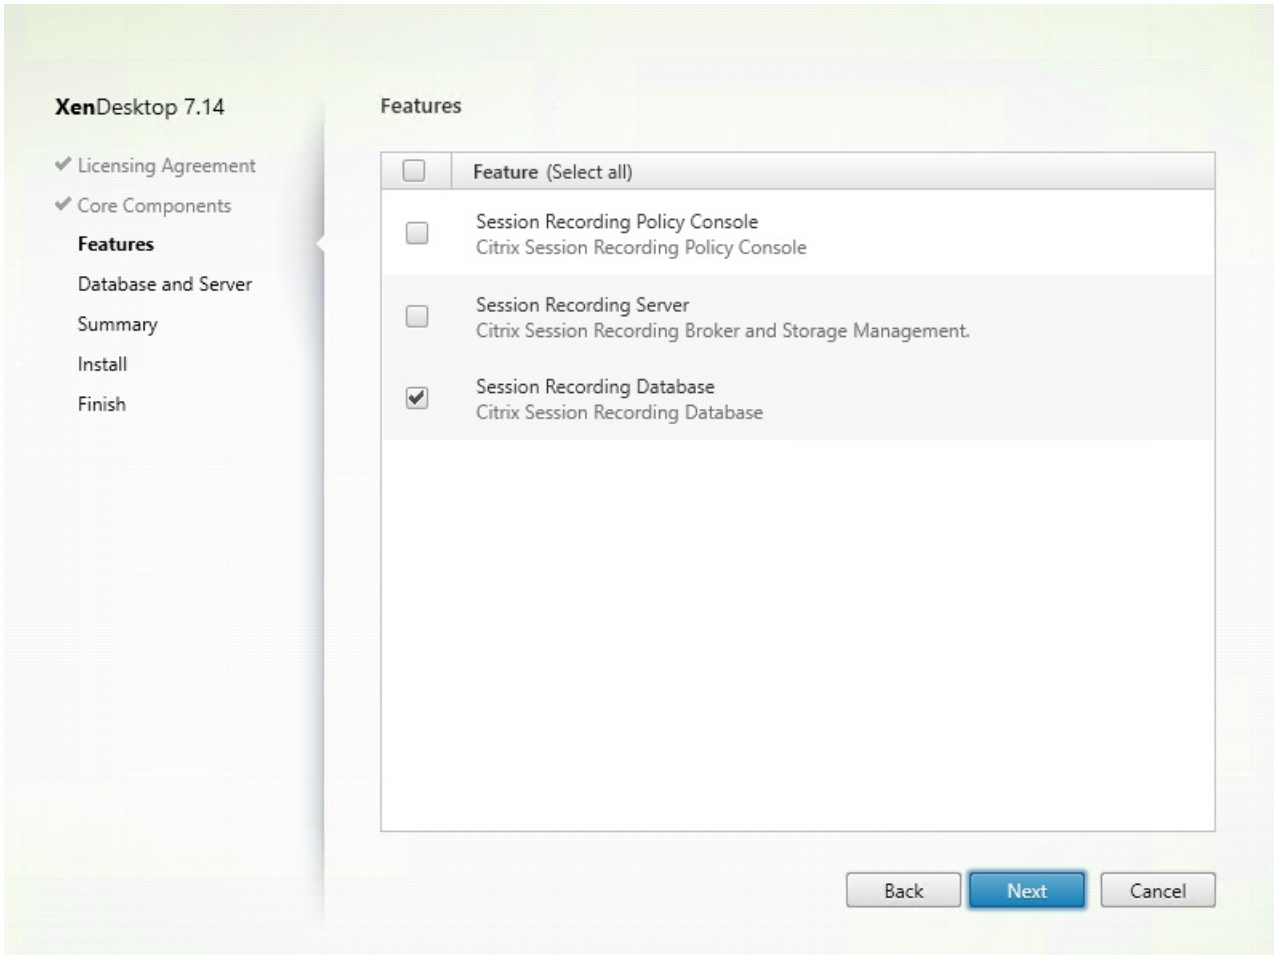 XenDesktop 7.14
Licensing Agreement
Core Components
Features
Database and Server
Summary
Install
Finish
Features
Feature (Select all)
Session Recording Policy Console
Citrix Session Recording Policy Console
Session Recording Server
Citrix Session Recording Broker and Storage Management.
Session Recording Database
Citrix Session Recording Database
Back Next Cancel